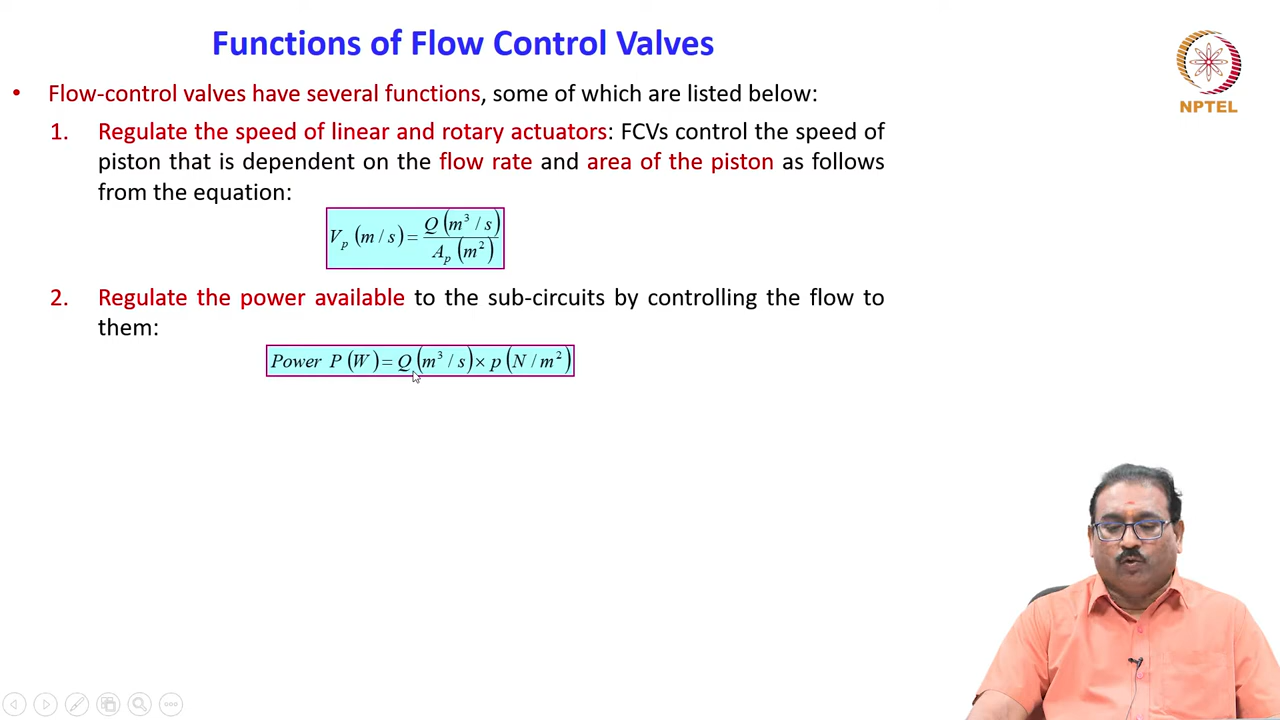 Functions of Flow Control Valves
NPTEL
• Flow-control valves have several functions, some of which are listed below:
1. Regulate the speed of linear and rotary actuators: FCVs control the speed of
piston that is dependent on the flow rate and area of the piston as follows
from the equation:
V_p (m / s) = Q (m³ / s) / A_p (m²)
2. Regulate the power available to the sub-circuits by controlling the flow to
them:
Power P (W) = Q (m³ / s) × p (N / m²)